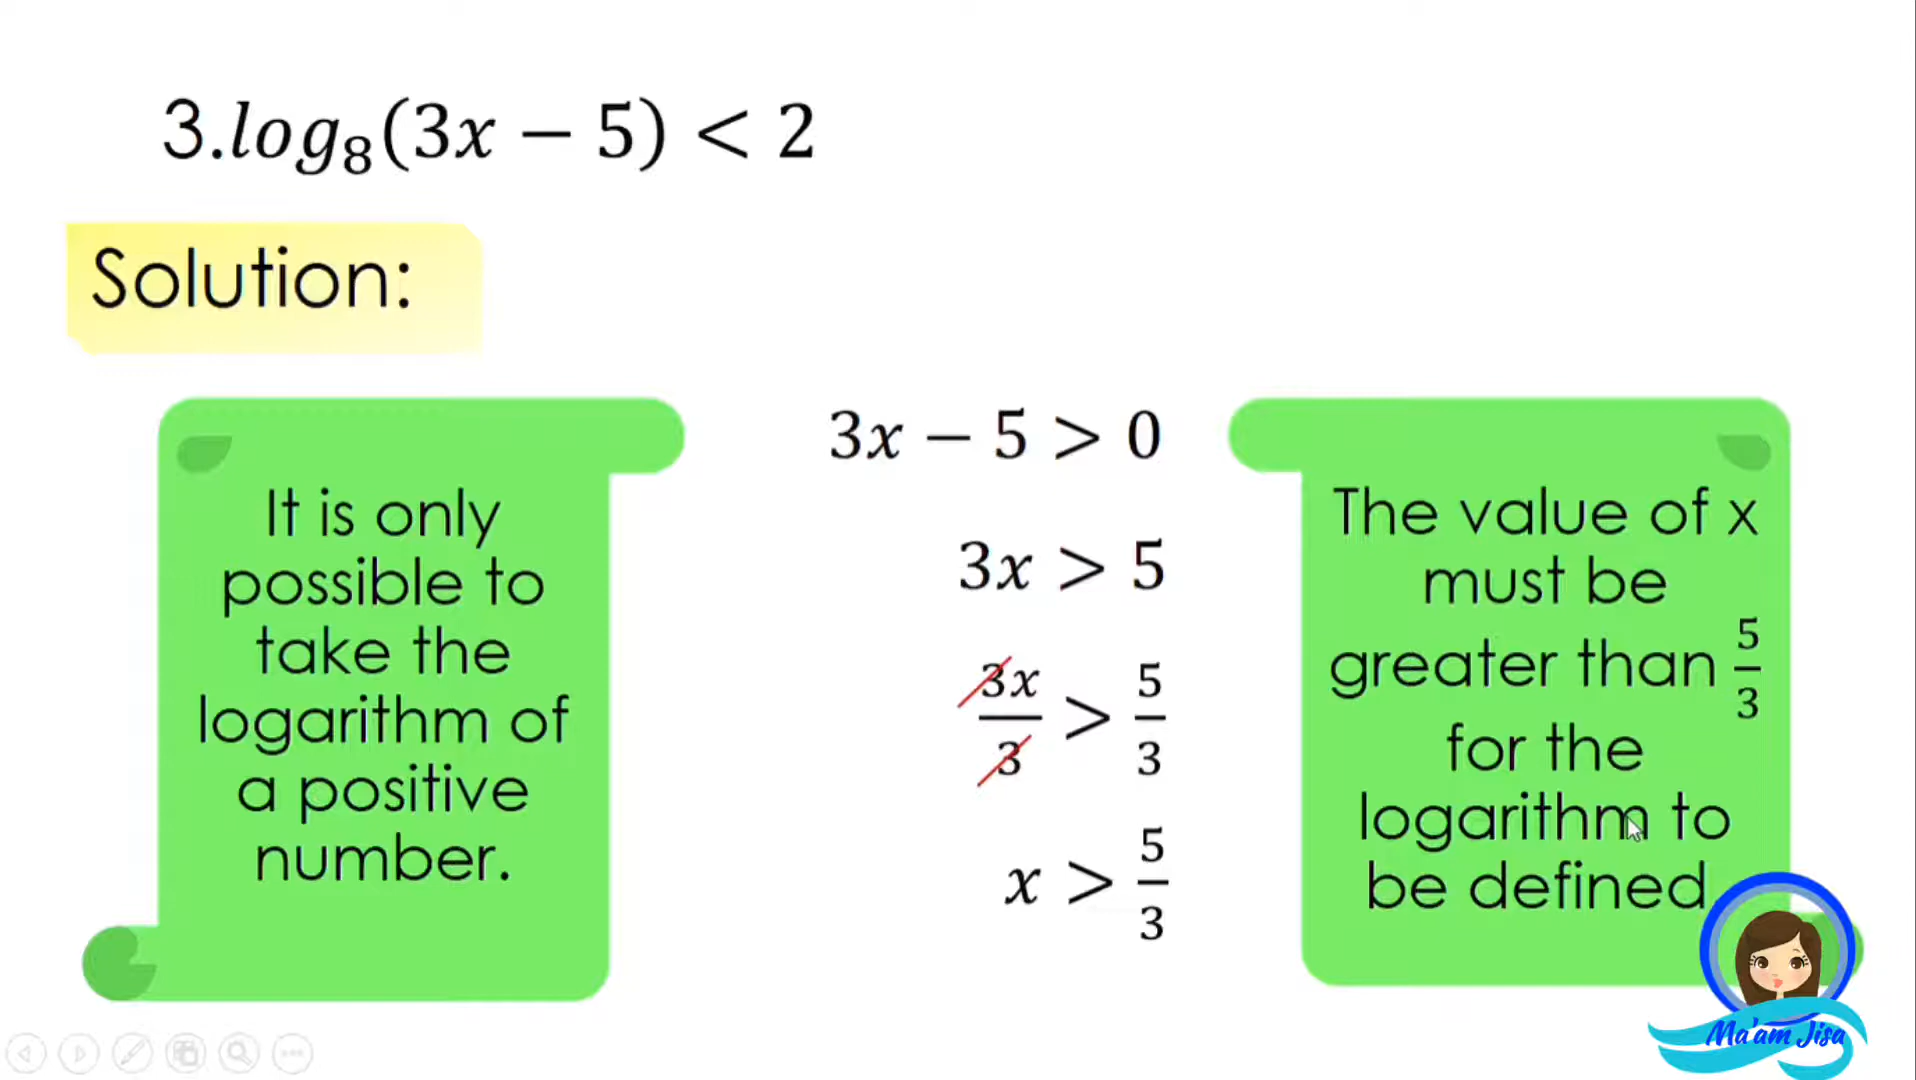 3. log₈(3x − 5) < 2
Solution:
It is only
possible to
take the
logarithm of
a positive
number.
3x − 5 > 0
3x > 5
3x/3 > 5/3
x > 5/3
The value of x
must be
greater than 5/3
for the
logarithm to
be defined.
Ma'am Jisa